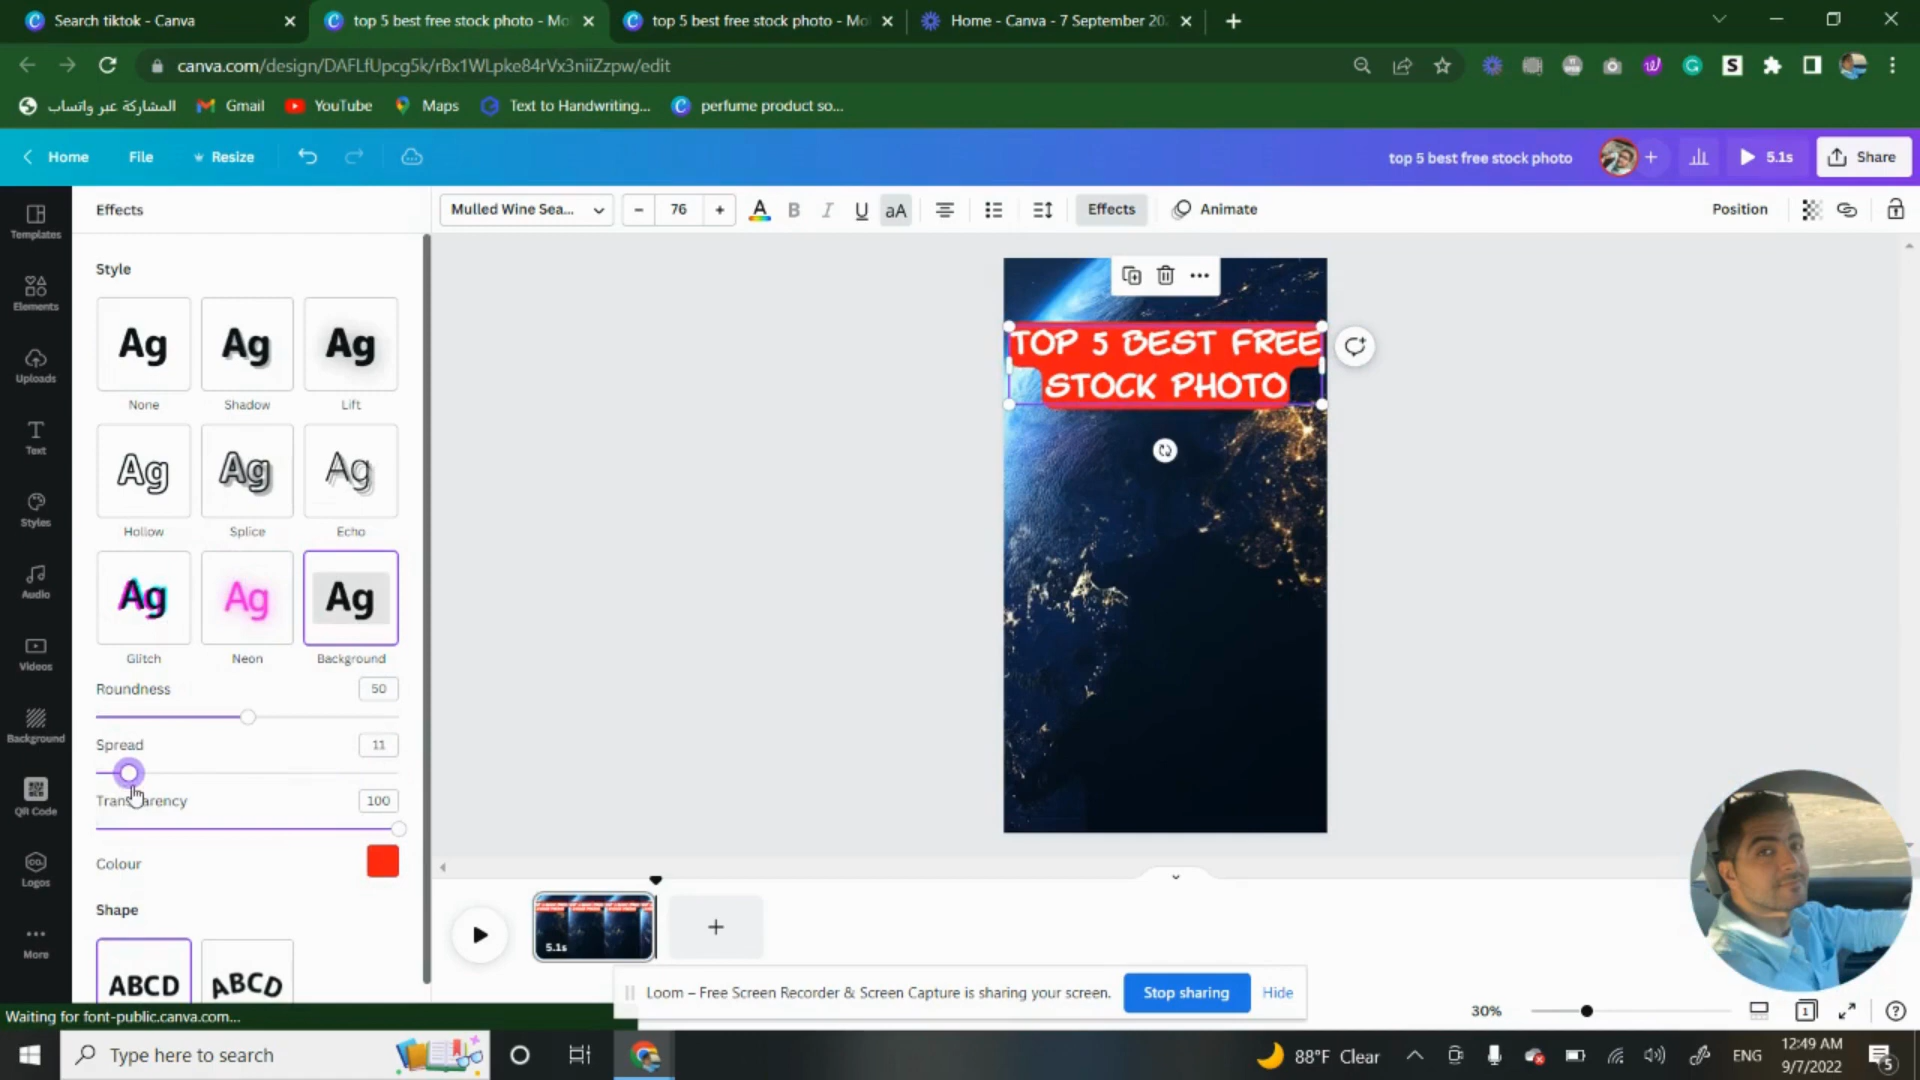 Search tiktok - Canva
top 5 best free stock photo - Mo
top 5 best free stock photo - Mo
Home - Canva - 7 September 20
canva.com/design/DAFLfUpcg5k/rBx1WLpke84rVx3niiZzpw/edit
المشاركة عبر واتساب
Gmail
YouTube
Maps
Text to Handwriting...
perfume product so...
Home
File
Resize
top 5 best free stock photo
5.1s
Share
Effects
Mulled Wine Sea...
76
B
I
U
aA
Effects
Animate
Position
Templates
Elements
Uploads
Text
Styles
Audio
Videos
Background
QR Code
CO.
Logos
More
Style
Ag
Ag
Ag
None
Shadow
Lift
Ag
Ag
Ag
Hollow
Splice
Echo
Ag
Ag
Ag
Glitch
Neon
Background
Roundness
50
Spread
11
Transparency
100
Colour
Shape
ABCD
ABCD
TOP 5 BEST FREE
STOCK PHOTO
5.1s
Loom – Free Screen Recorder & Screen Capture is sharing your screen.
Stop sharing
Hide
30%
1
Waiting for font-public.canva.com...
Type here to search
88°F Clear
ENG
12:49 AM
9/7/2022
5